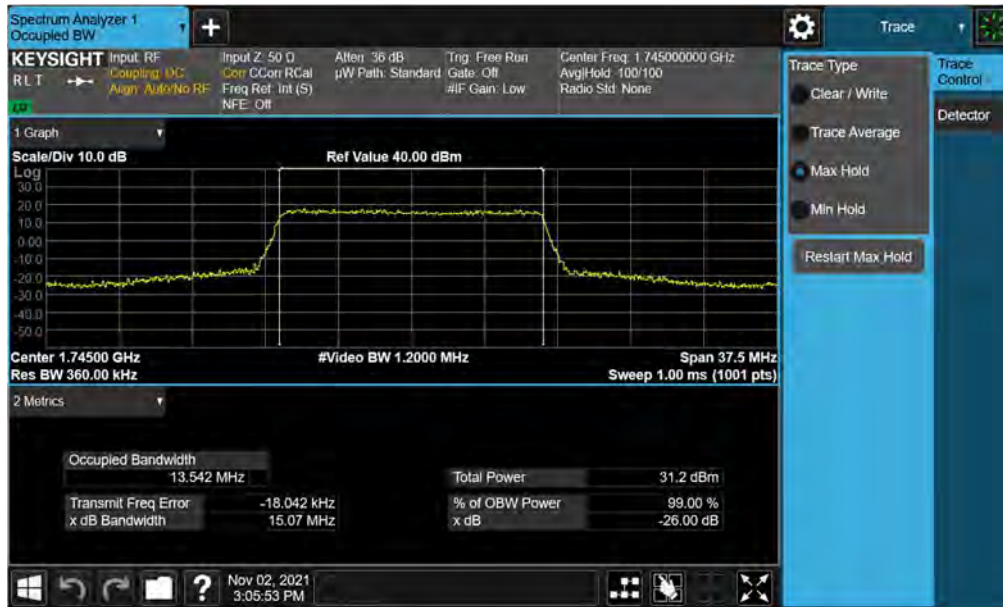 Spectrum Analyzer 1
Occupied BW
+
Trace
KEYSIGHT Input: RF Input Z: 50 Ω Atten: 36 dB Trig: Free Run Center Freq: 1.745000000 GHz
RLT Coupling: DC Corr CCorr RCal µW Path: Standard Gate: Off Avg|Hold: 100/100
Align: Auto/No RF Freq Ref: Int (S) #IF Gain: Low Radio Std: None
NFE: Off
Trace Type
Clear / Write
Trace Average
Max Hold
Min Hold
Restart Max Hold
Trace
Control
Detector
1 Graph
Scale/Div 10.0 dB Ref Value 40.00 dBm
Log
30.0
20.0
10.0
0.00
-10.0
-20.0
-30.0
-40.0
-50.0
Center 1.74500 GHz #Video BW 1.2000 MHz Span 37.5 MHz
Res BW 360.00 kHz Sweep 1.00 ms (1001 pts)
2 Metrics
Occupied Bandwidth
13.542 MHz Total Power 31.2 dBm
Transmit Freq Error -18.042 kHz % of OBW Power 99.00 %
x dB Bandwidth 15.07 MHz x dB -26.00 dB
? Nov 02, 2021
3:05:53 PM